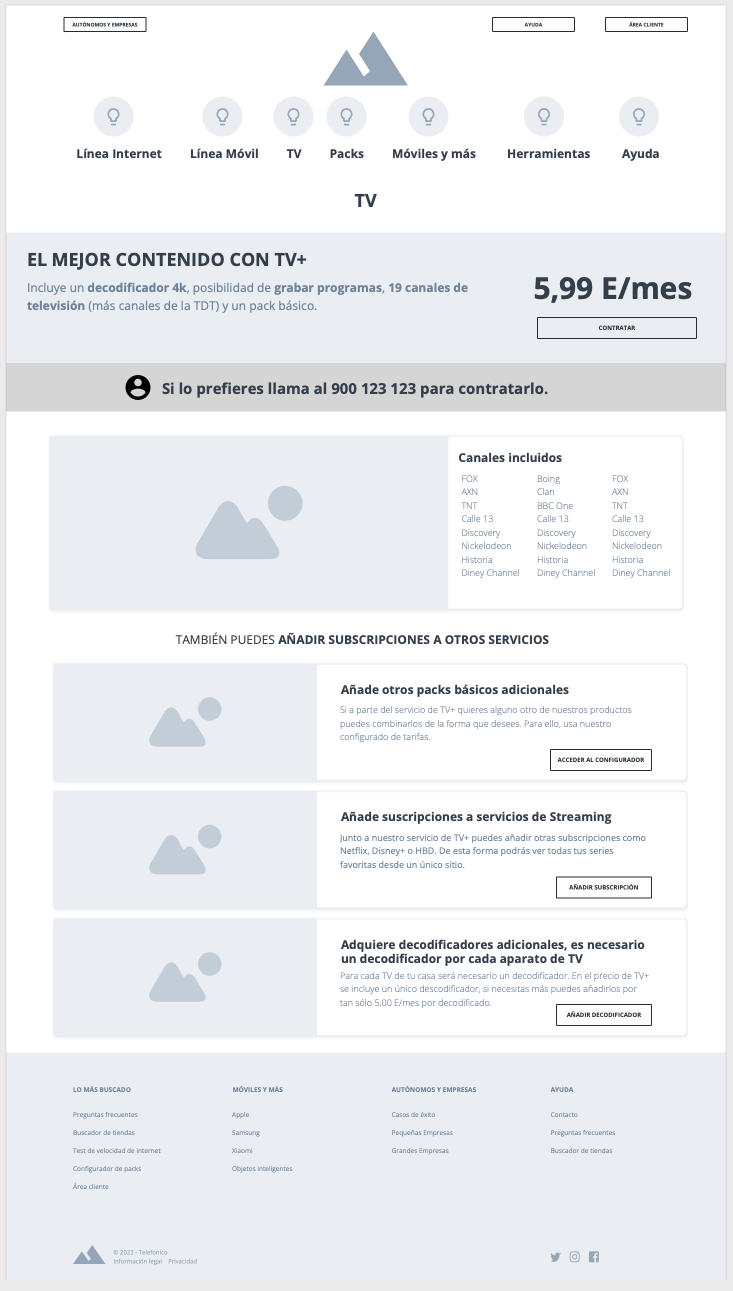 AUTÓNOMOS Y EMPRESAS
AYUDA
ÁREA CLIENTE
Línea Internet
Línea Móvil
TV
Packs
Móviles y más
Herramientas
Ayuda
TV
EL MEJOR CONTENIDO CON TV+
Incluye un decodificador 4k, posibilidad de grabar programas, 19 canales de
televisión (más canales de la TDT) y un pack básico.
5,99 E/mes
CONTRATAR
Si lo prefieres llama al 900 123 123 para contratarlo.
Canales incluidos
FOX Boing FOX
AXN Clan AXN
TNT BBC One TNT
Calle 13 Calle 13 Calle 13
Discovery Discovery Discovery
Nickelodeon Nickelodeon Nickelodeon
Historia Historia Historia
Diney Channel Diney Channel Diney Channel
TAMBIÉN PUEDES AÑADIR SUBSCRIPCIONES A OTROS SERVICIOS
Añade otros packs básicos adicionales
Si a parte del servicio de TV+ quieres alguno otro de nuestros productos
puedes combinarlos de la forma que desees. Para ello, usa nuestro
configurado de tarifas.
ACCEDER AL CONFIGURADOR
Añade suscripciones a servicios de Streaming
Junto a nuestro servicio de TV+ puedes añadir otras subscripciones como
Netflix, Disney+ o HBD. De esta forma podrás ver todas tus series
favoritas desde un único sitio.
AÑADIR SUBSCRIPCIÓN
Adquiere decodificadores adicionales, es necesario
un decodificador por cada aparato de TV
Para cada TV de tu casa será necesario un decodificador. En el precio de TV+
se incluye un único descodificador, si necesitas más puedes añadirlos por
tan sólo 5,00 E/mes por decodificado.
AÑADIR DECODIFICADOR
LO MÁS BUSCADO
Preguntas frecuentes
Buscador de tiendas
Test de velocidad de internet
Configurador de packs
Área cliente
MÓVILES Y MÁS
Apple
Samsung
Xiaomi
Objetos inteligentes
AUTÓNOMOS Y EMPRESAS
Casos de éxito
Pequeñas Empresas
Grandes Empresas
AYUDA
Contacto
Preguntas frecuentes
Buscador de tiendas
© 2022 - Telefonico
Información legal Privacidad